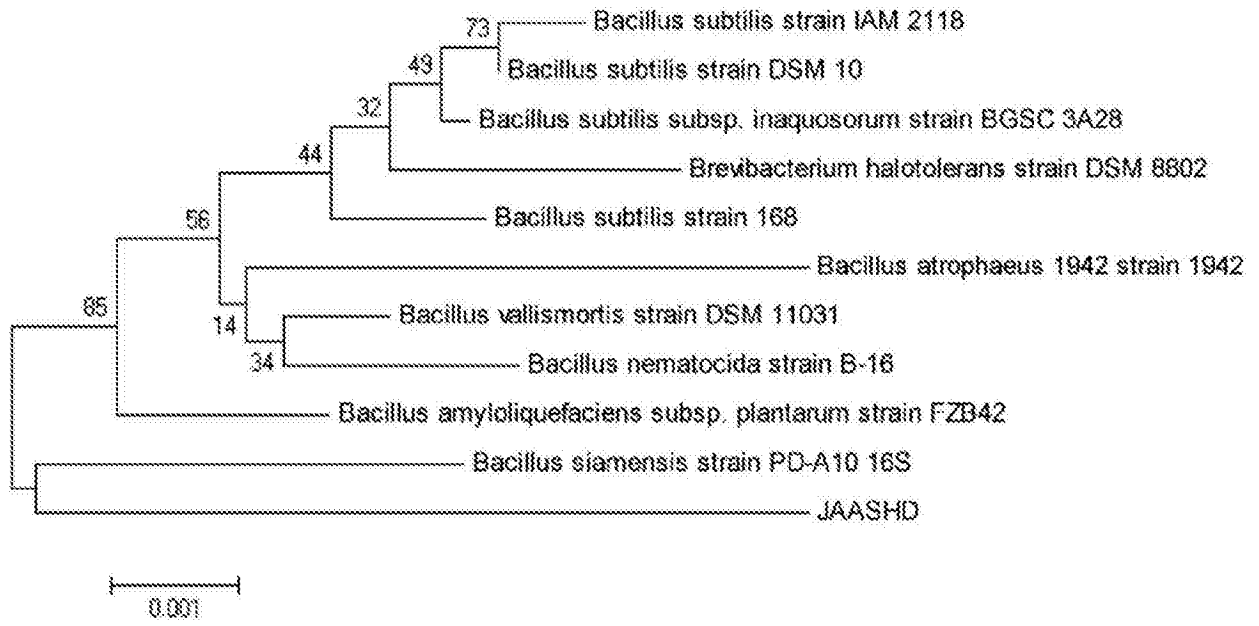 73
Bacillus subtilis strain IAM 2118
Bacillus subtilis strain DSM 10
43
Bacillus subtilis subsp. inaquosorum strain BGSC 3A28
32
44
Brevibacterium halotolerans strain DSM 8802
56
Bacillus subtilis strain 168
Bacillus atrophaeus 1942 strain 1942
85
14
Bacillus vallismortis strain DSM 11031
34
Bacillus nematocida strain B-16
Bacillus amyloliquefaciens subsp. plantarum strain FZB42
Bacillus siamensis strain PD-A10 16S
JAASHD
0.001